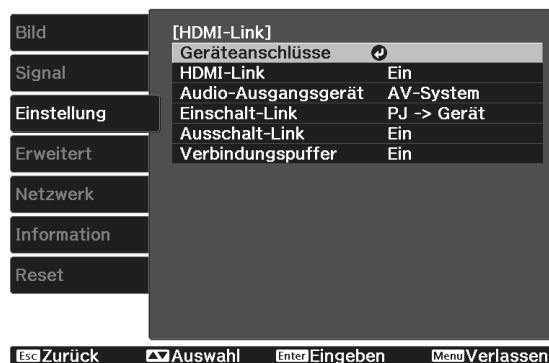 Bild
Signal
Einstellung
Erweitert
Netzwerk
Information
Reset
[HDMI-Link]
Geräteanschlüsse
HDMI-Link Ein
Audio-Ausgangsgerät AV-System
Einschalt-Link PJ -> Gerät
Ausschalt-Link Ein
Verbindungspuffer Ein
Esc Zurück Auswahl Enter Eingeben Menu Verlassen